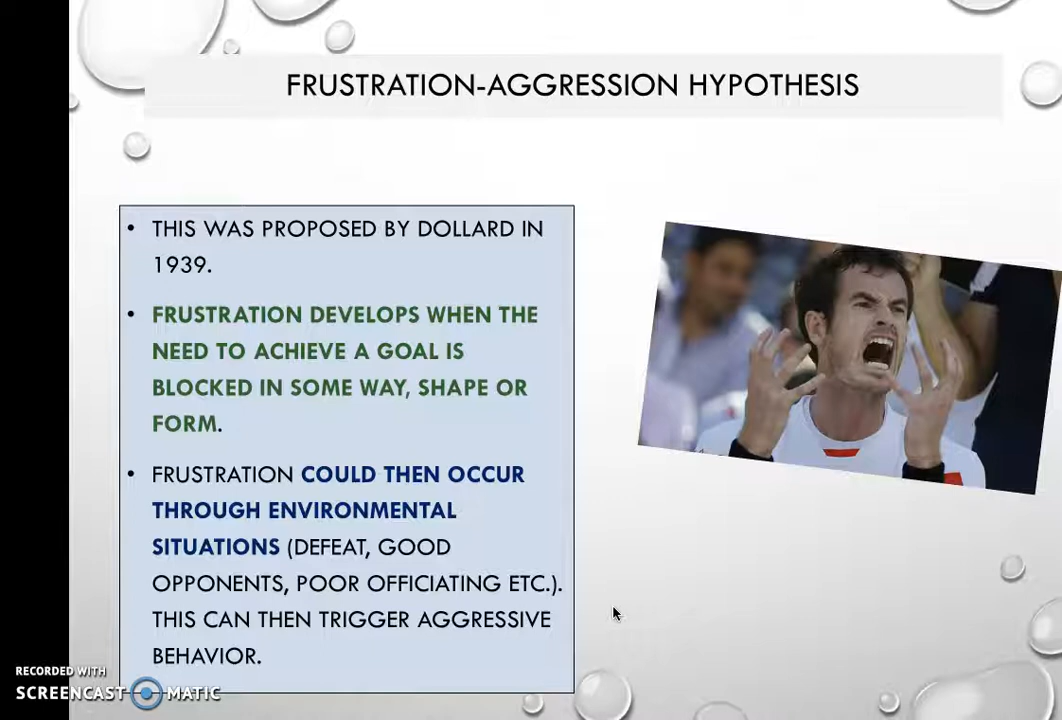 FRUSTRATION-AGGRESSION HYPOTHESIS
• THIS WAS PROPOSED BY DOLLARD IN
1939.
• FRUSTRATION DEVELOPS WHEN THE
NEED TO ACHIEVE A GOAL IS
BLOCKED IN SOME WAY, SHAPE OR
FORM.
• FRUSTRATION COULD THEN OCCUR
THROUGH ENVIRONMENTAL
SITUATIONS (DEFEAT, GOOD
OPPONENTS, POOR OFFICIATING ETC.).
THIS CAN THEN TRIGGER AGGRESSIVE
BEHAVIOR.
RECORDED WITH
SCREENCAST MATIC